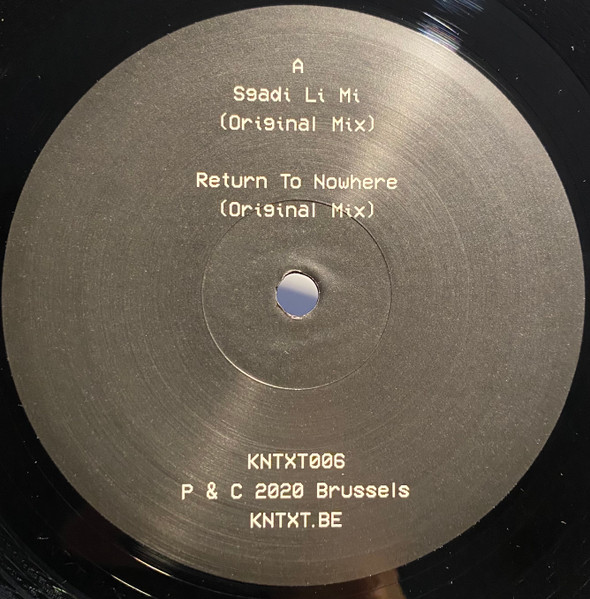 A
Sgadi Li Mi
(Original Mix)
Return To Nowhere
(Original Mix)
KNTXT006
P & C 2020 Brussels
KNTXT.BE